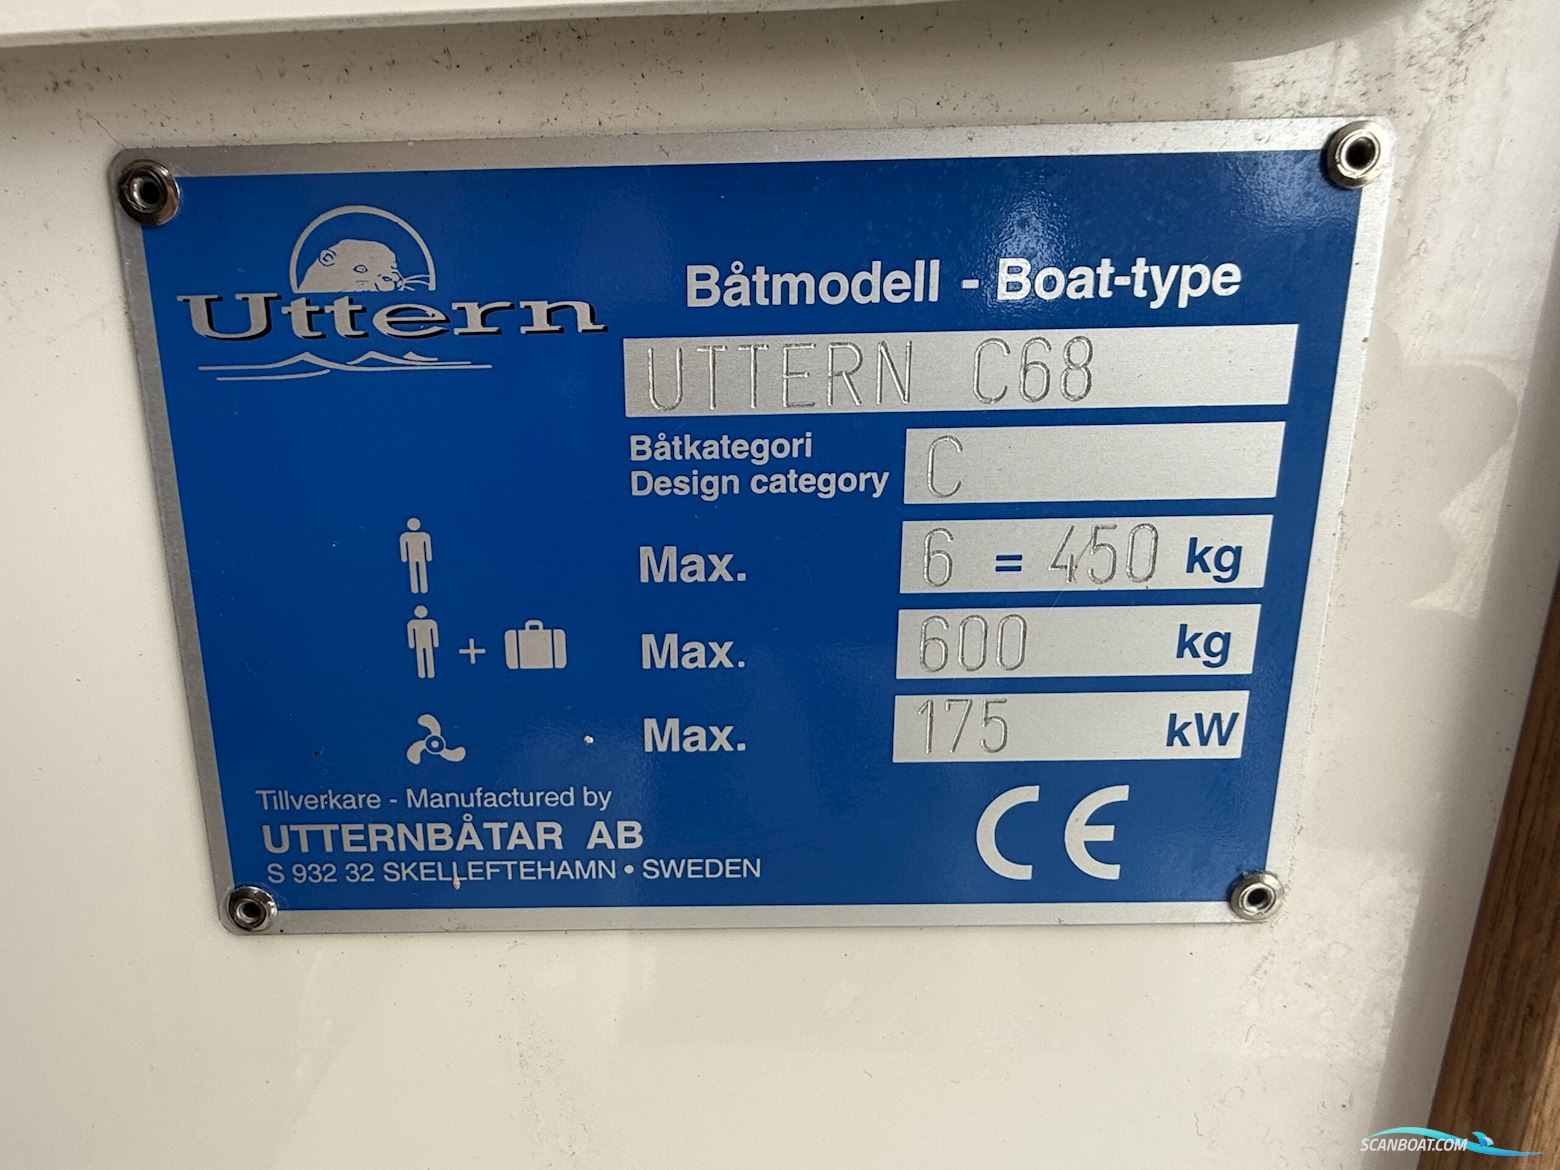 Uttern
Båtmodell - Boat-type
UTTERN C68
Båtkategori
Design category
C
Max. 6 = 450 kg
+ Max. 600 kg
Max. 175 kW
Tillverkare - Manufactured by
UTTERNBÅTAR AB
S 932 32 SKELLEFTEHAMN • SWEDEN
CE
SCANBOAT.COM